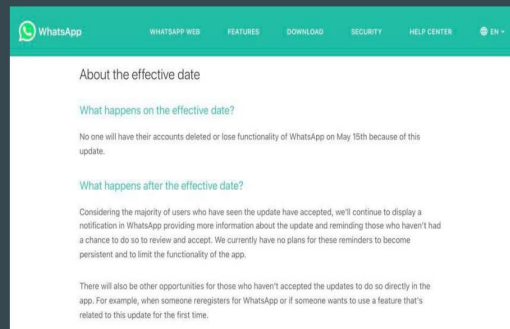 WhatsApp WHATSAPP WEB FEATURES DOWNLOAD SECURITY HELP CENTER EN
About the effective date
What happens on the effective date?
No one will have their accounts deleted or lose functionality of WhatsApp on May 15th because of this
update.
What happens after the effective date?
Considering the majority of users who have seen the update have accepted, we'll continue to display a
notification in WhatsApp providing more information about the update and reminding those who haven't had
a chance to do so to review and accept. We currently have no plans for these reminders to become
persistent and to limit the functionality of the app.
There will also be other opportunities for those who haven't accepted the updates to do so directly in the
app. For example, when someone reregisters for WhatsApp or if someone wants to use a feature that's
related to this update for the first time.